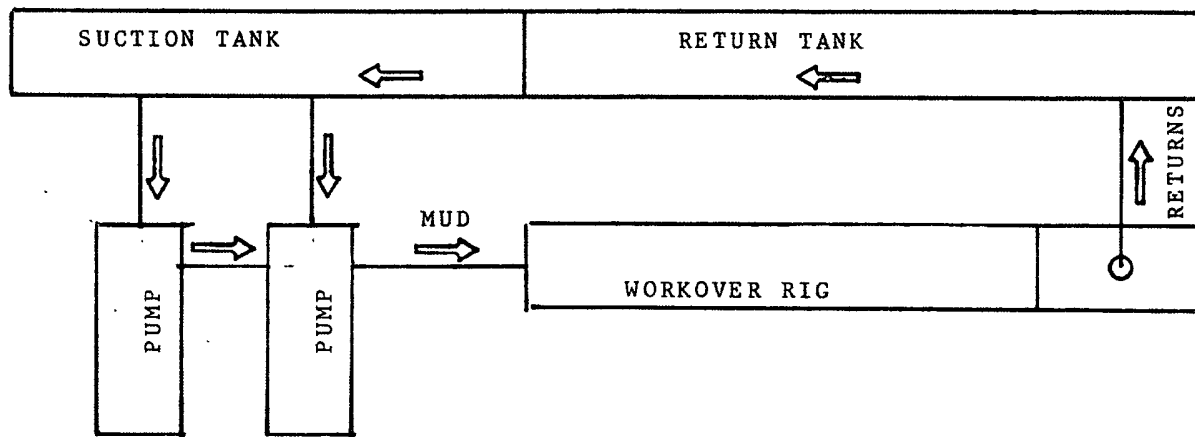 SUCTION TANK
RETURN TANK
RETURNS
MUD
PUMP
PUMP
WORKOVER RIG